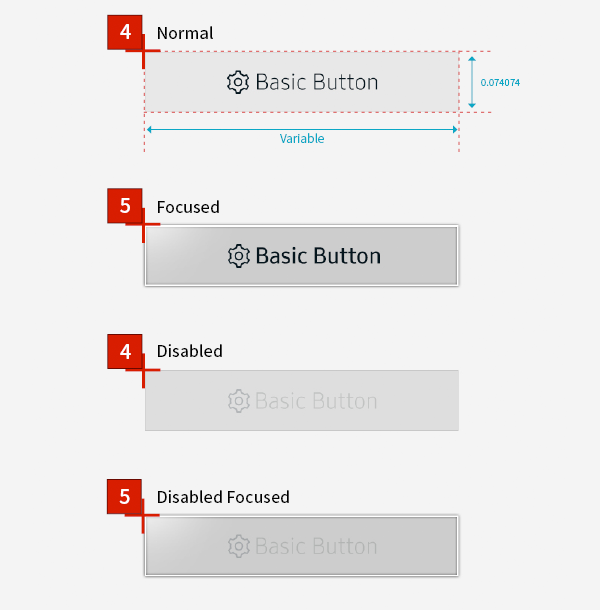 4 Normal
Basic Button
0.074074
Variable
5 Focused
Basic Button
4 Disabled
Basic Button
5 Disabled Focused
Basic Button